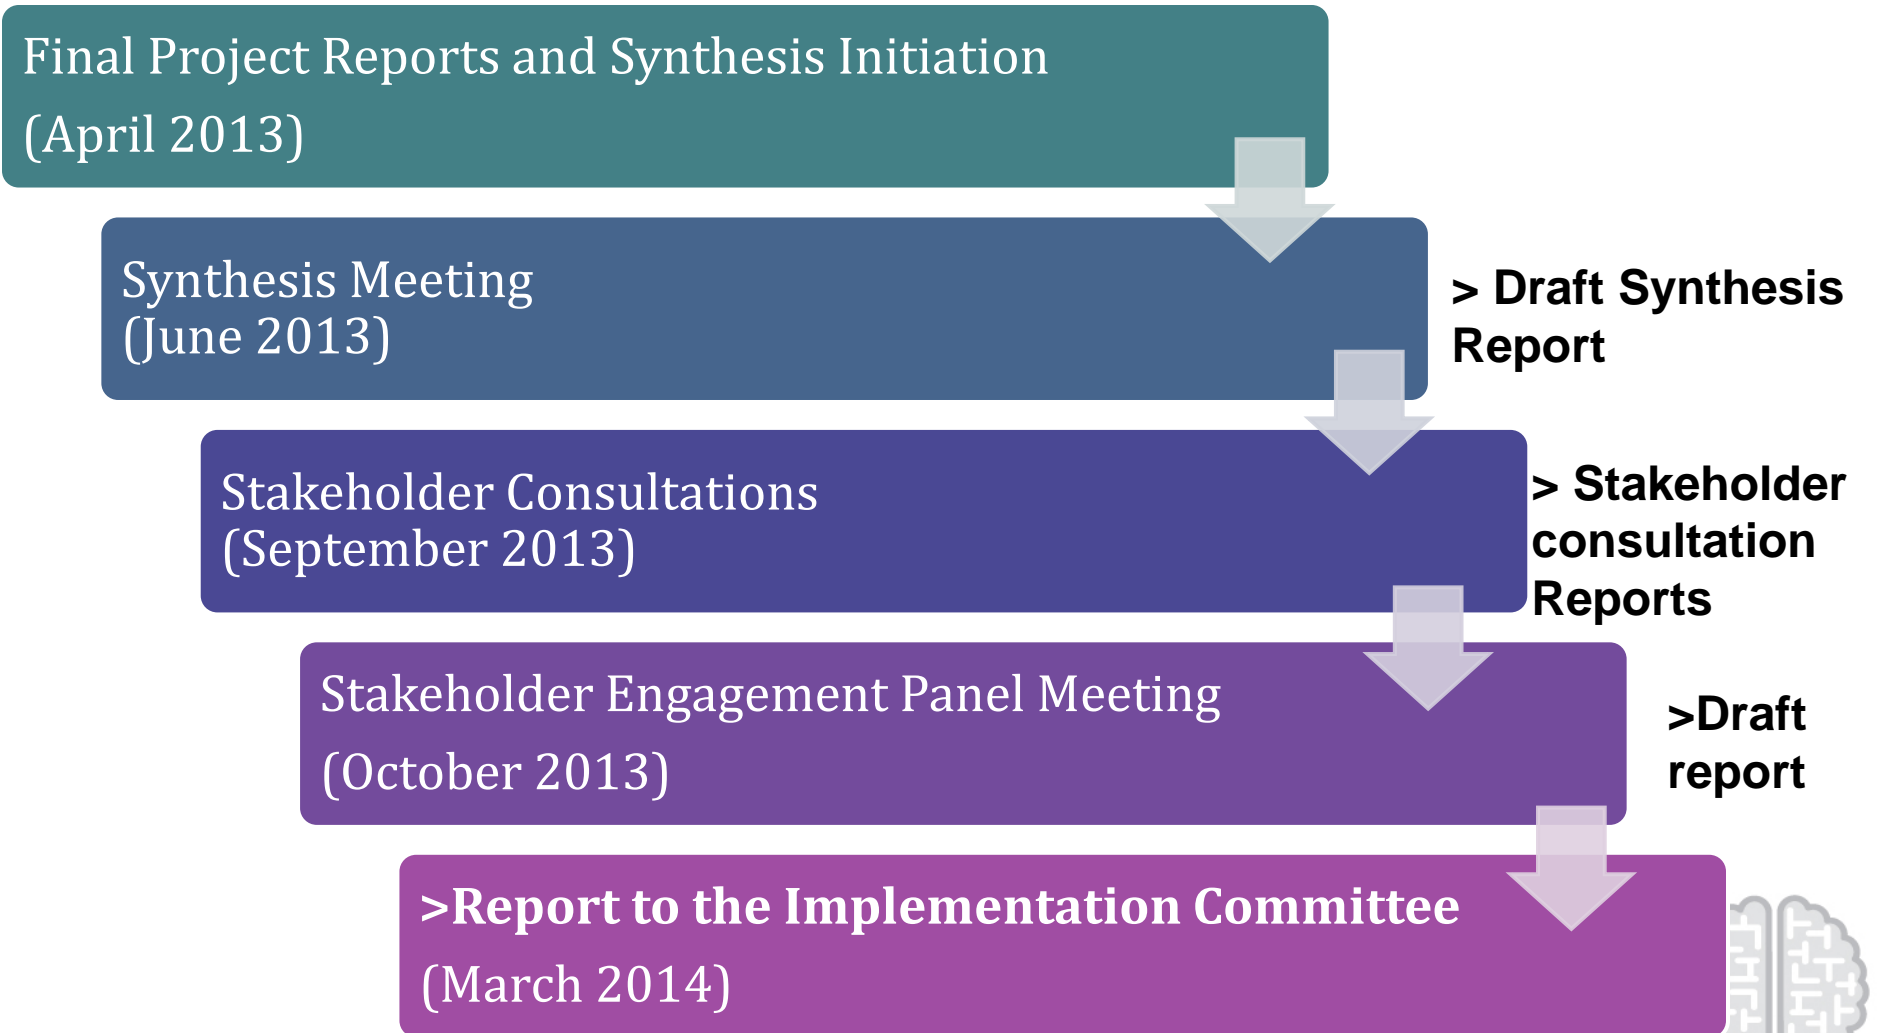 Final Project Reports and Synthesis Initiation
(April 2013)
Synthesis Meeting
(June 2013)
> Draft Synthesis
Report
Stakeholder Consultations
(September 2013)
> Stakeholder
consultation
Reports
Stakeholder Engagement Panel Meeting
(October 2013)
>Draft
report
>Report to the Implementation Committee
(March 2014)